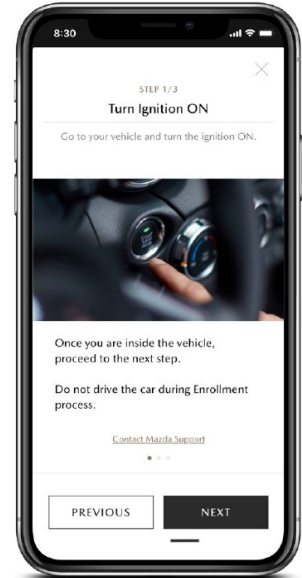 8:30
STEP 1/3
Turn Ignition ON
Go to your vehicle and turn the ignition ON.
Once you are inside the vehicle,
proceed to the next step.
Do not drive the car during Enrollment
process.
Contact Mazda Support
PREVIOUS
NEXT